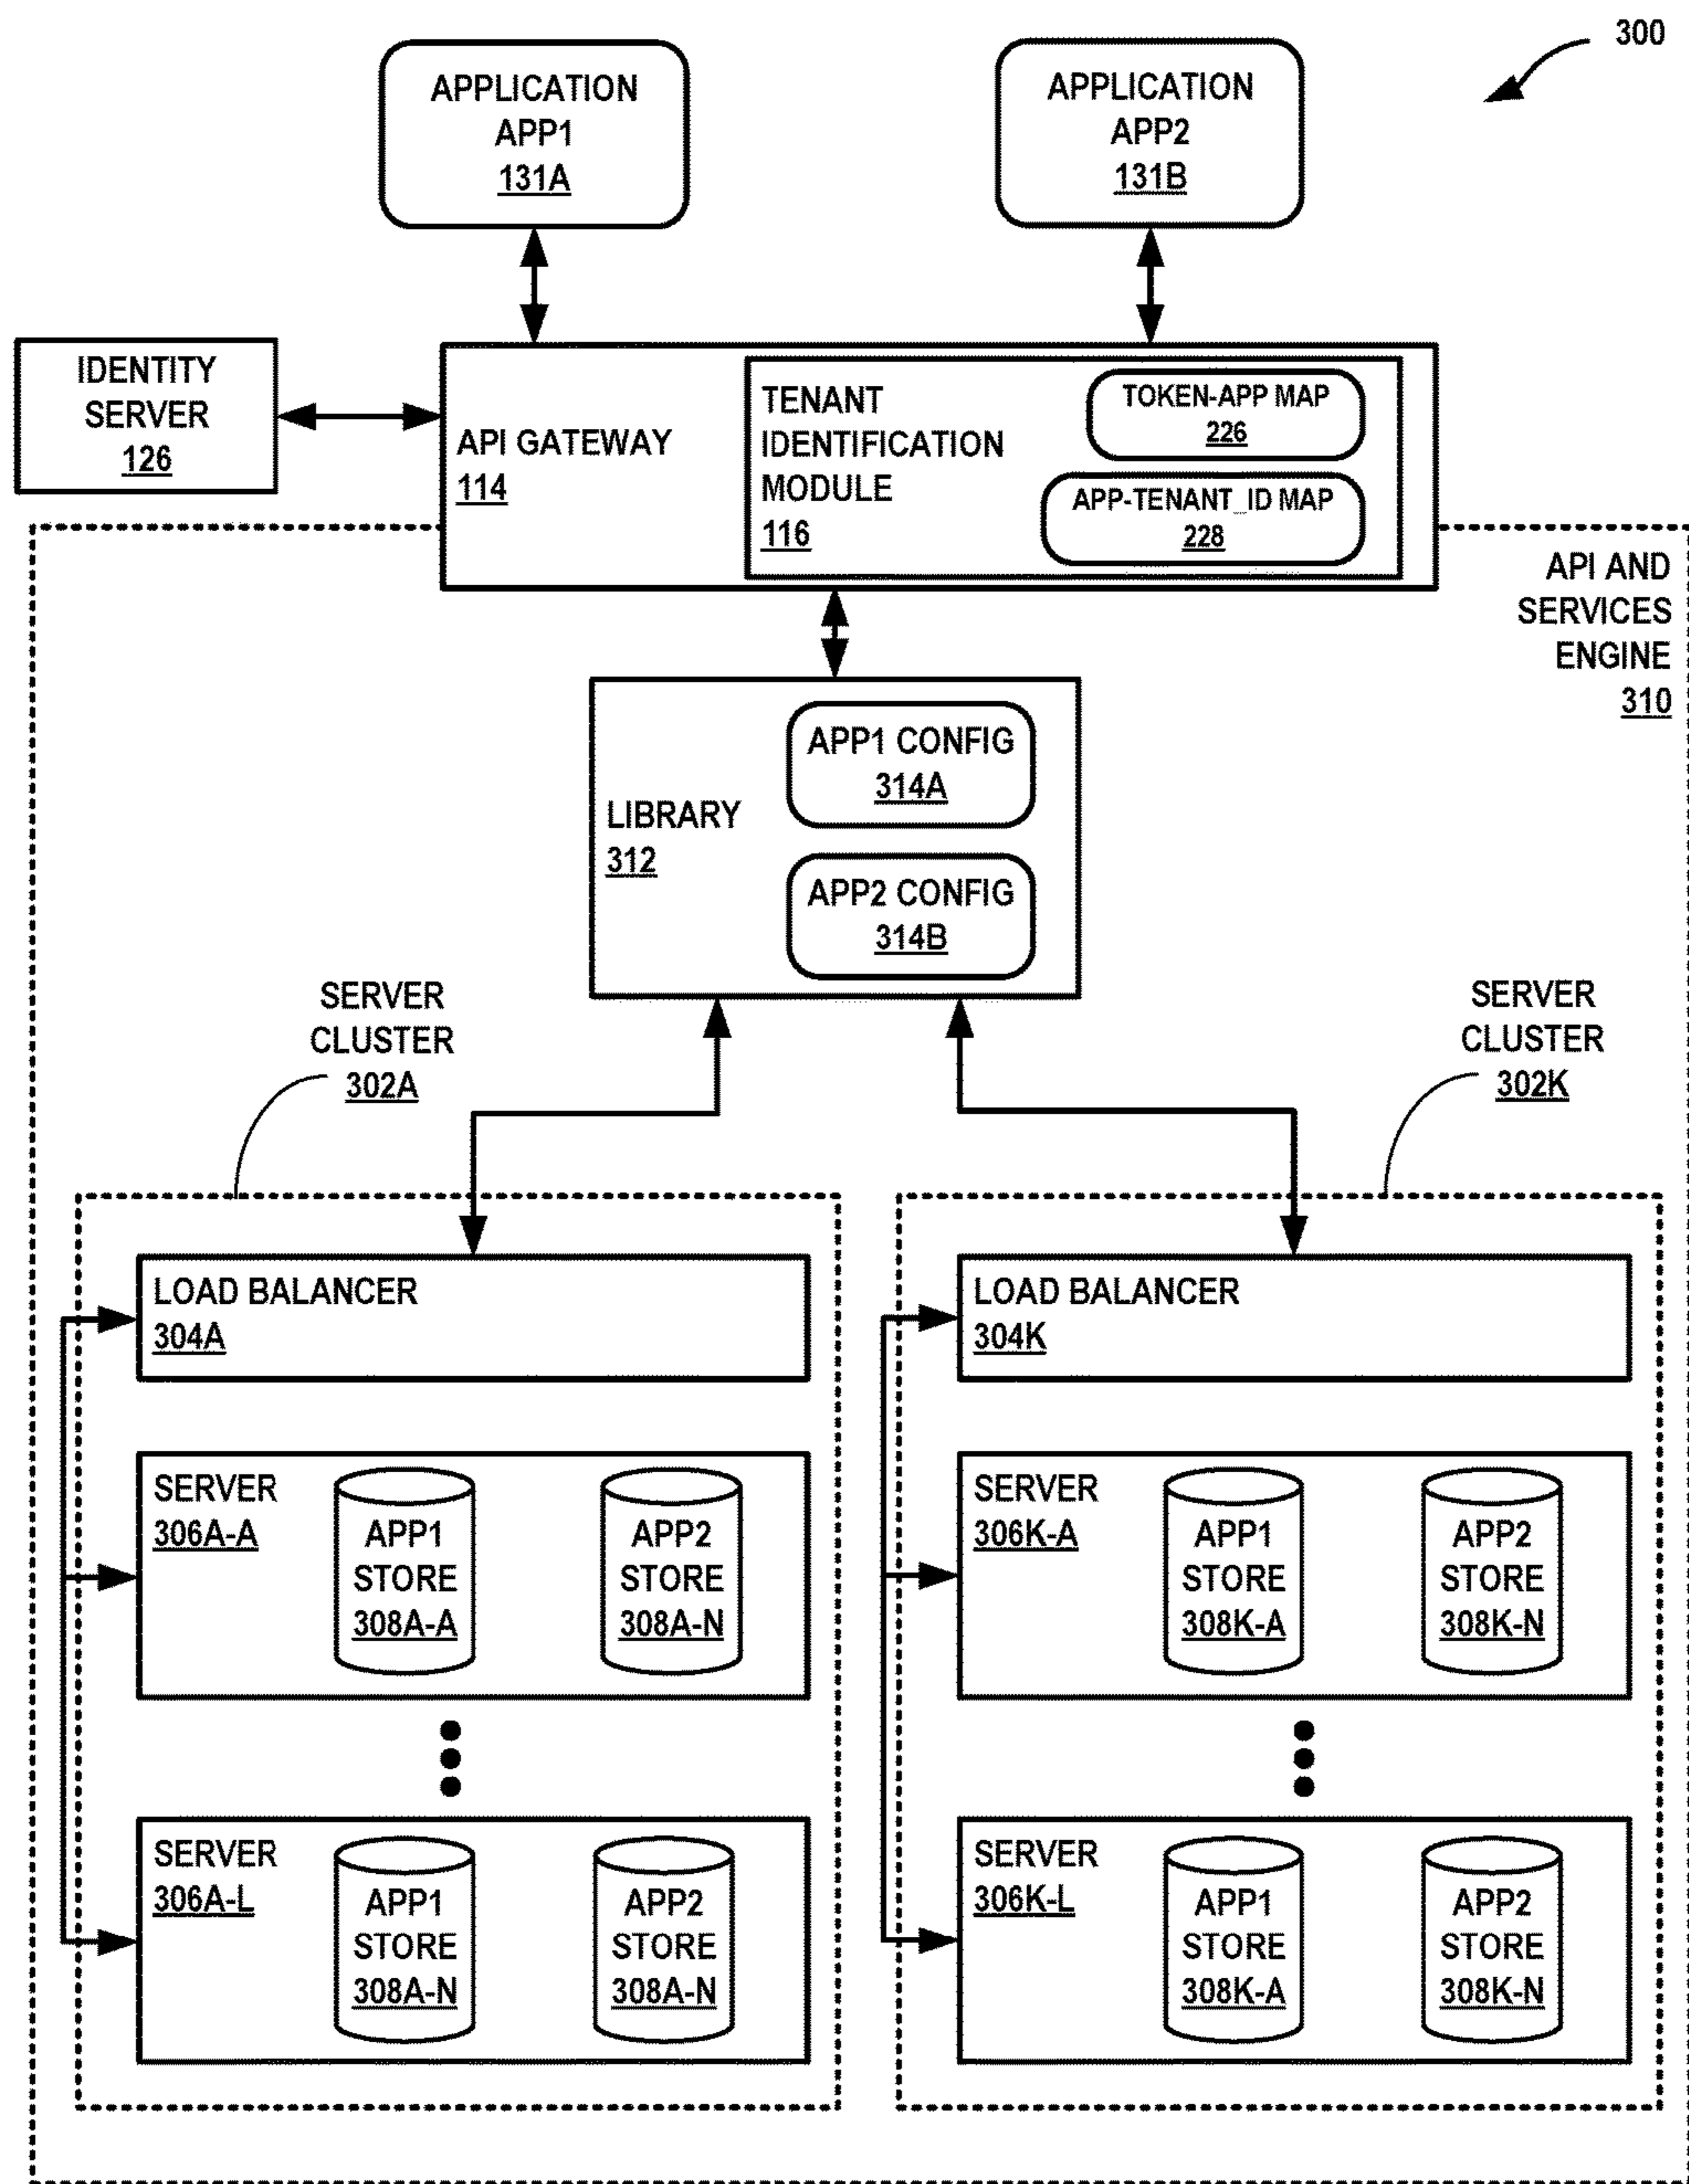 300
APPLICATION
APP1
131A
APPLICATION
APP2
131B
IDENTITY
SERVER
126
API GATEWAY
114
TENANT
IDENTIFICATION
MODULE
116
TOKEN-APP MAP
226
APP-TENANT_ID MAP
228
API AND
SERVICES
ENGINE
310
LIBRARY
312
APP1 CONFIG
314A
APP2 CONFIG
314B
SERVER
CLUSTER
302A
SERVER
CLUSTER
302K
LOAD BALANCER
304A
LOAD BALANCER
304K
SERVER
306A-A
APP1
STORE
308A-A
APP2
STORE
308A-N
SERVER
306K-A
APP1
STORE
308K-A
APP2
STORE
308K-N
SERVER
306A-L
APP1
STORE
308A-N
APP2
STORE
308A-N
SERVER
306K-L
APP1
STORE
308K-A
APP2
STORE
308K-N